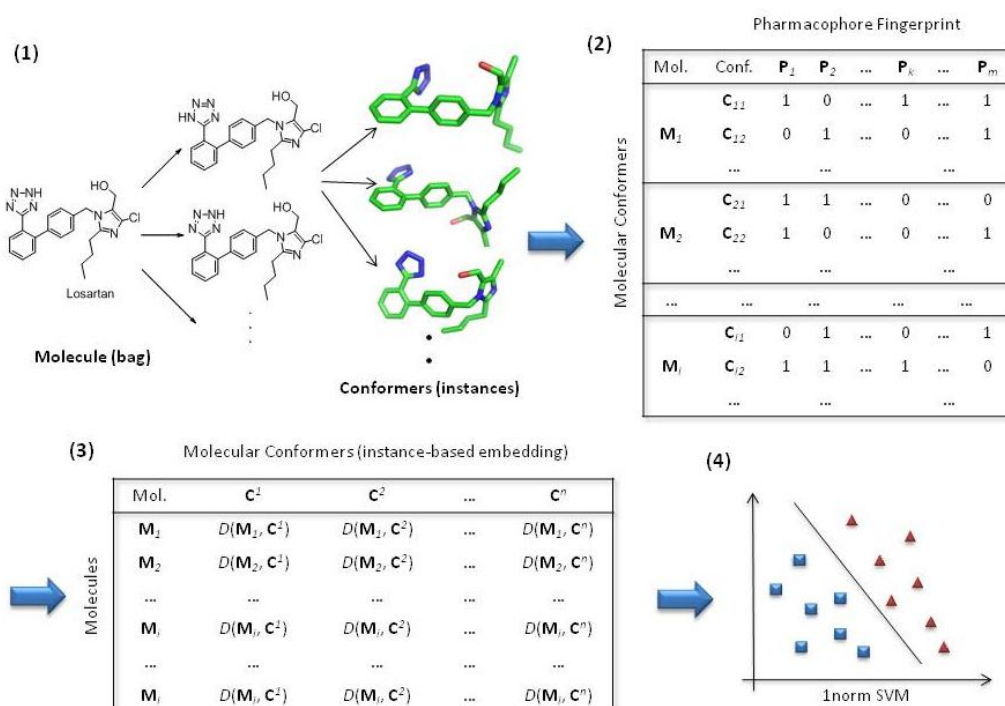 (1)
HO
N-N
HN N
N
N
Cl
HO
N-NH
N N
N
N
Cl
Losartan
HO
N-NH
N N
N
N
Cl
Molecule (bag)
Conformers (instances)
(2)
Pharmacophore Fingerprint
Molecular Conformers
Mol. Conf. P1 P2 ... Pk ... Pm
C11 1 0 ... 1 ... 1
M1 C12 0 1 ... 0 ... 1
... ... ...
C21 1 1 ... 0 ... 0
M2 C22 1 0 ... 0 ... 1
... ... ...
... ... ... ... ...
Ci1 0 1 ... 0 ... 1
Mi Ci2 1 1 ... 1 ... 0
... ... ...
(3)
Molecular Conformers (instance-based embedding)
Molecules
Mol. C1 C2 ... Cn
M1 D(M1, C1) D(M1, C2) ... D(M1, Cn)
M2 D(M2, C1) D(M2, C2) ... D(M2, Cn)
... ... ... ... ...
Mi D(Mi, C1) D(Mi, C2) ... D(Mi, Cn)
... ... ... ... ...
Ml D(Ml, C1) D(Ml, C2) ... D(Ml, Cn)
(4)
1norm SVM